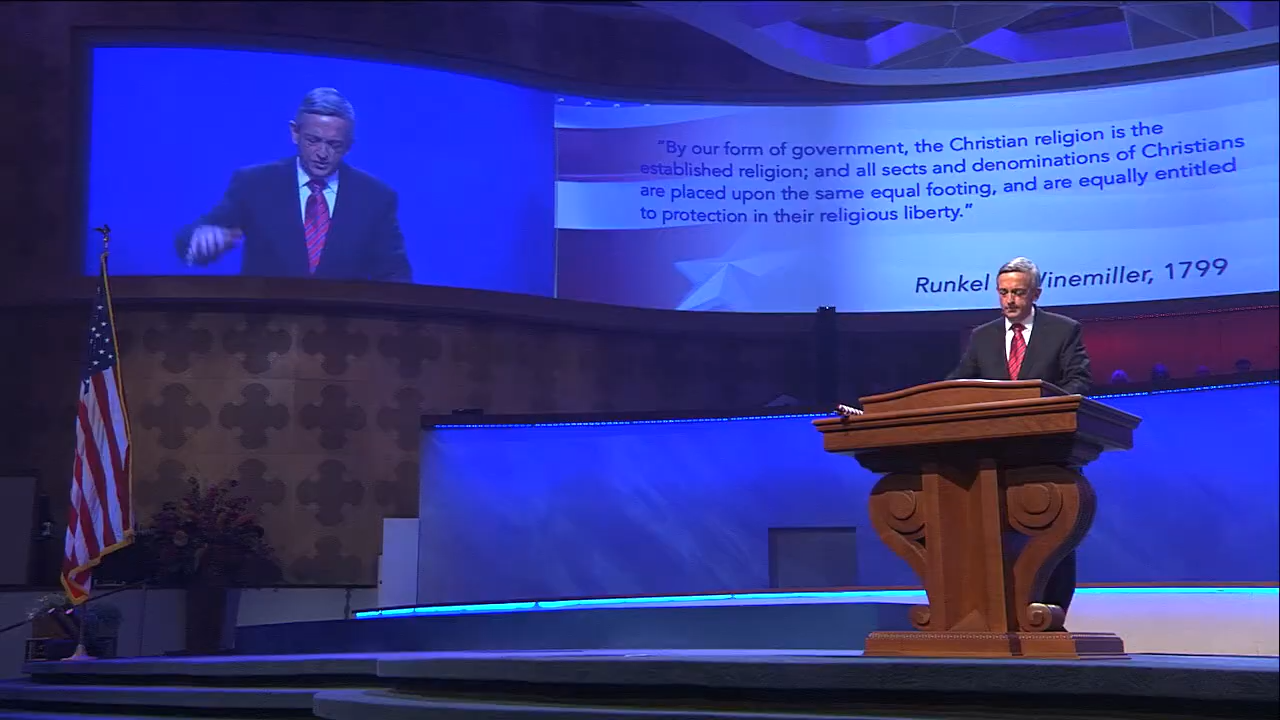 “By our form of government, the Christian religion is the
established religion; and all sects and denominations of Christians
are placed upon the same equal footing, and are equally entitled
to protection in their religious liberty.”
Runkel Winemiller, 1799